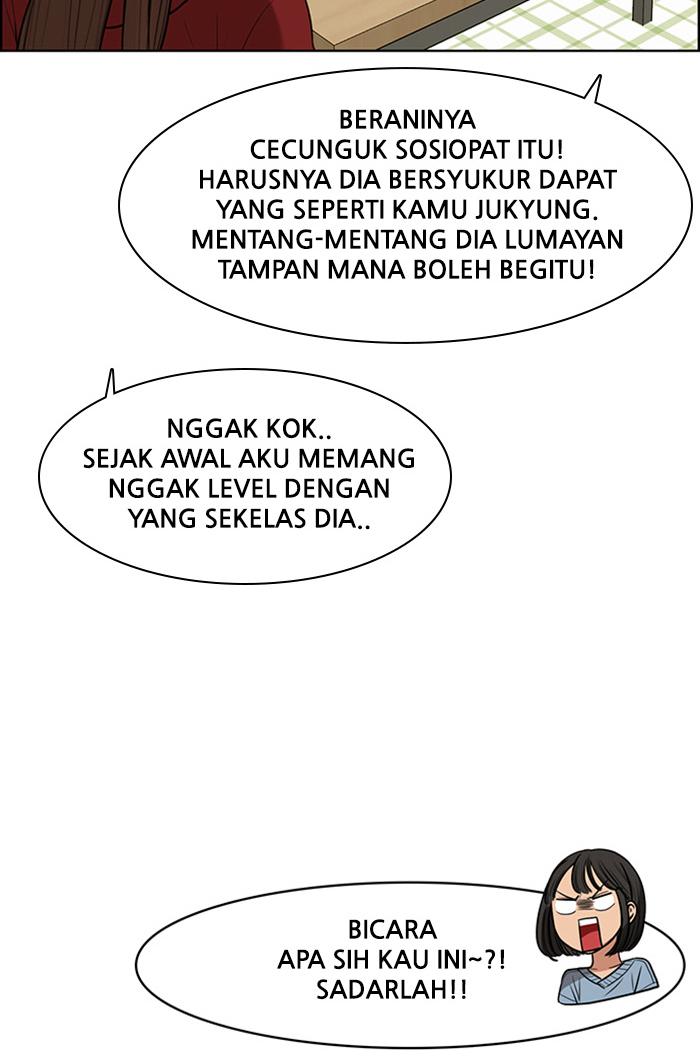 BERANINYA
CECUNGUK SOSIOPAT ITU!
HARUSNYA DIA BERSYUKUR DAPAT
YANG SEPERTI KAMU JUKYUNG.
MENTANG-MENTANG DIA LUMAYAN
TAMPAN MANA BOLEH BEGITU!
NGGAK KOK..
SEJAK AWAL AKU MEMANG
NGGAK LEVEL DENGAN
YANG SEKELAS DIA..
BICARA
APA SIH KAU INI~?!
SADARLAH!!